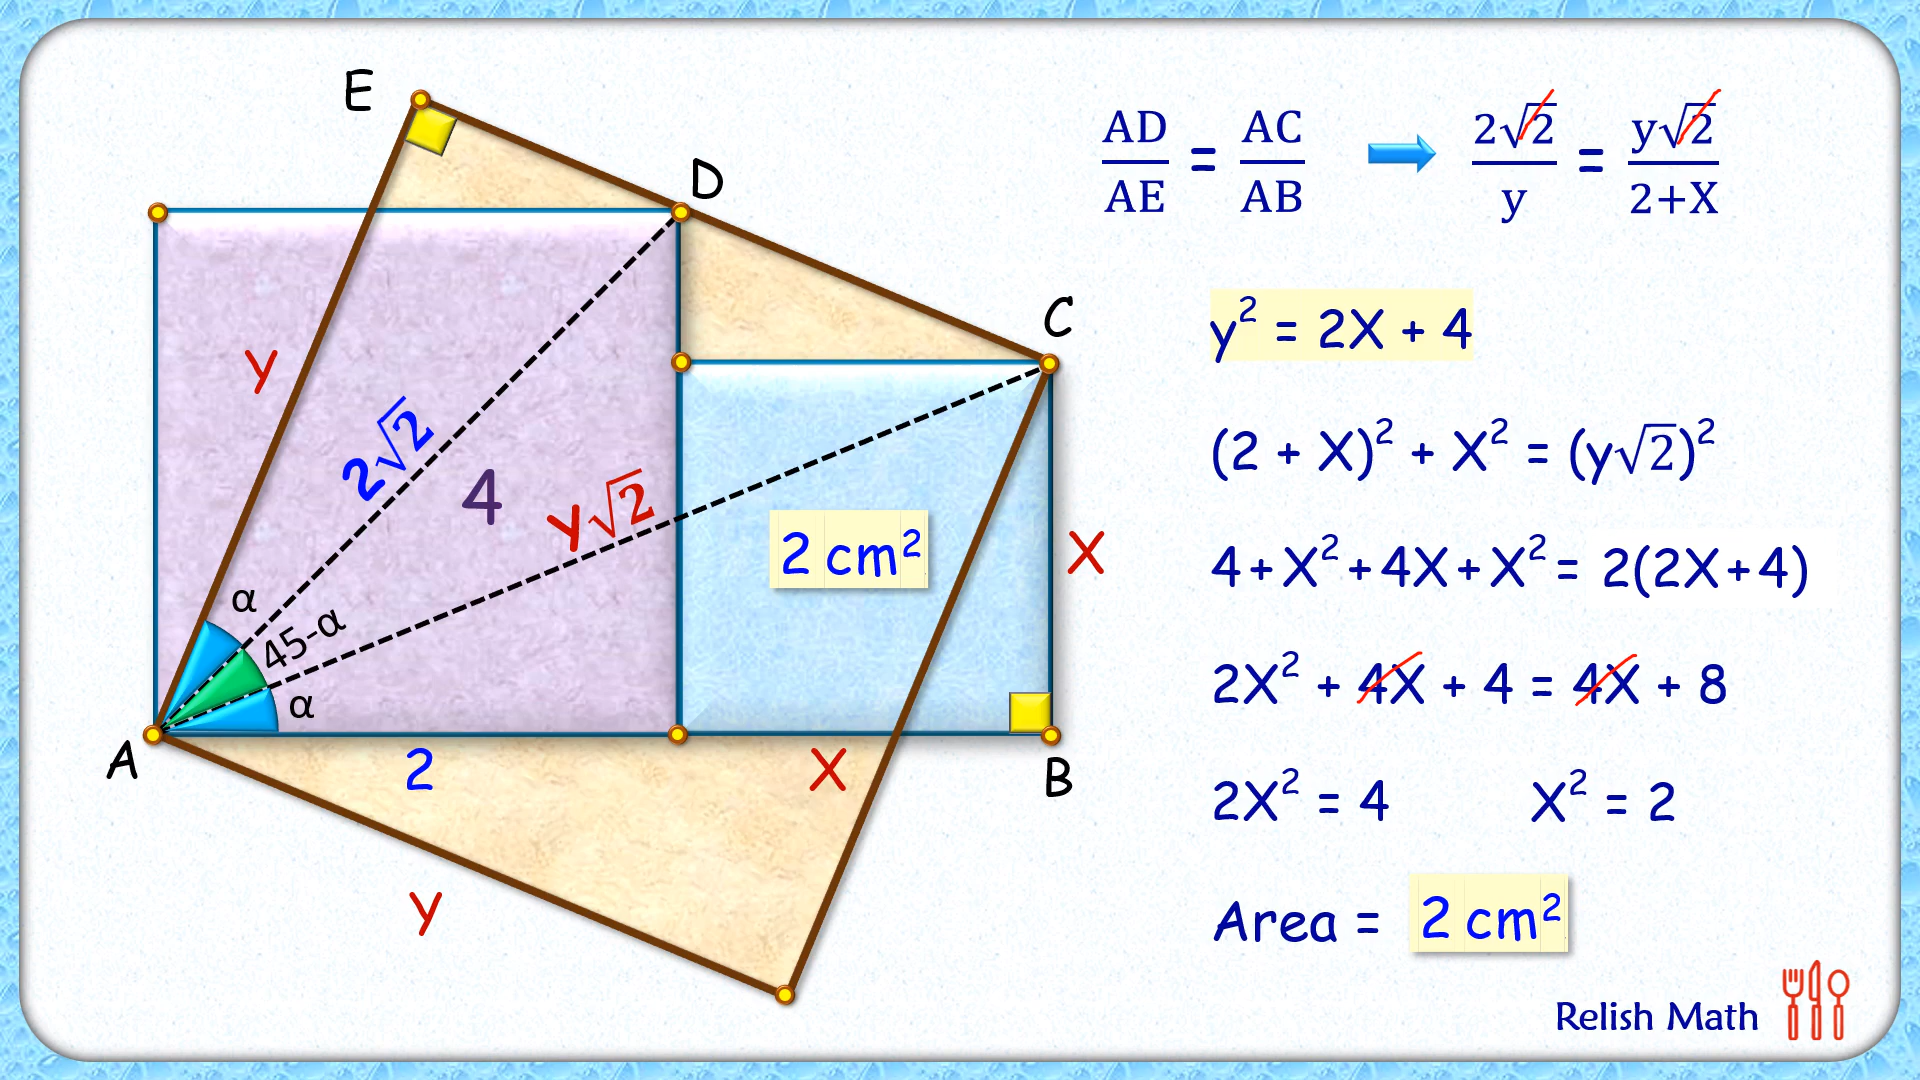 E
D
C
y
2√2
4
y√2
2 cm²
X
α
45-α
α
A
2
X
B
y
AD/AE = AC/AB ➡ 2√2/y = y√2/2+X
y² = 2X + 4
(2 + X)² + X² = (y√2)²
4+X²+4X+X² = 2(2X+4)
2X² + 4X + 4 = 4X + 8
2X² = 4 X² = 2
Area = 2 cm²
Relish Math